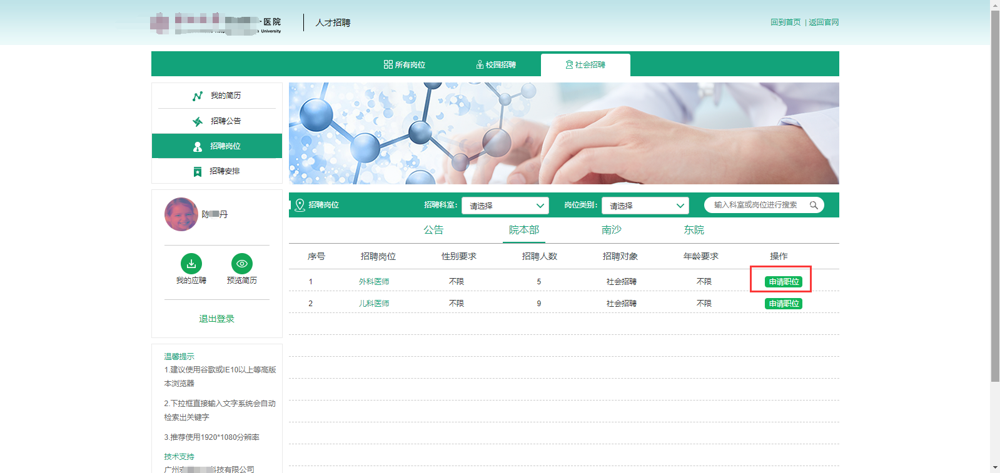 医院
University
人才招聘
回到首页 | 返回官网
所有岗位 校园招聘 社会招聘
我的简历
招聘公告
招聘岗位
招聘安排
陈 丹
我的应聘 预览简历
退出登录
温馨提示
1.建议使用谷歌或IE10以上等高版
本浏览器
2.下拉框直接输入文字系统会自动
检索出关键字
3.推荐使用1920*1080分辨率
技术支持
广州 科技有限公司
招聘岗位 招聘科室: 请选择 岗位类别: 请选择 输入科室或岗位进行搜索
公告 院本部 南沙 东院
序号 招聘岗位 性别要求 招聘人数 招聘对象 年龄要求 操作
1 外科医师 不限 5 社会招聘 不限 申请职位
2 儿科医师 不限 9 社会招聘 不限 申请职位